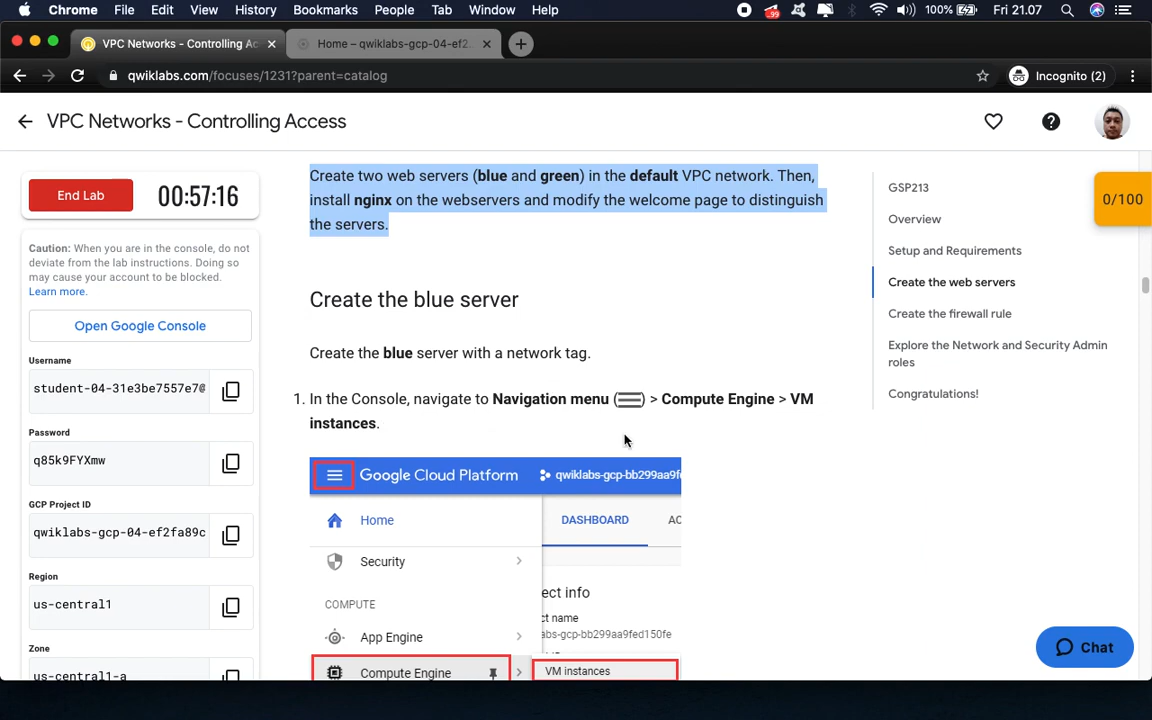 Chrome File Edit View History Bookmarks People Tab Window Help
.99 100% Fri 21.07
VPC Networks - Controlling Ac
Home – qwiklabs-gcp-04-ef2
qwiklabs.com/focuses/1231?parent=catalog
Incognito (2)
VPC Networks - Controlling Access
End Lab
00:57:16
Caution: When you are in the console, do not
deviate from the lab instructions. Doing so
may cause your account to be blocked.
Learn more.
Open Google Console
Username
student-04-31e3be7557e7@
Password
q85k9FYXmw
GCP Project ID
qwiklabs-gcp-04-ef2fa89c
Region
us-central1
Zone
us-central1-a
Create two web servers (blue and green) in the default VPC network. Then,
install nginx on the webservers and modify the welcome page to distinguish
the servers.
Create the blue server
Create the blue server with a network tag.
1. In the Console, navigate to Navigation menu ( ) > Compute Engine > VM
instances.
Google Cloud Platform
qwiklabs-gcp-bb299aa9f
Home
DASHBOARD
AC
Security
ect info
COMPUTE
ct name
App Engine
abs-gcp-bb299aa9fed150fe
Compute Engine
VM instances
GSP213
Overview
Setup and Requirements
Create the web servers
Create the firewall rule
Explore the Network and Security Admin
roles
Congratulations!
0/100
Chat